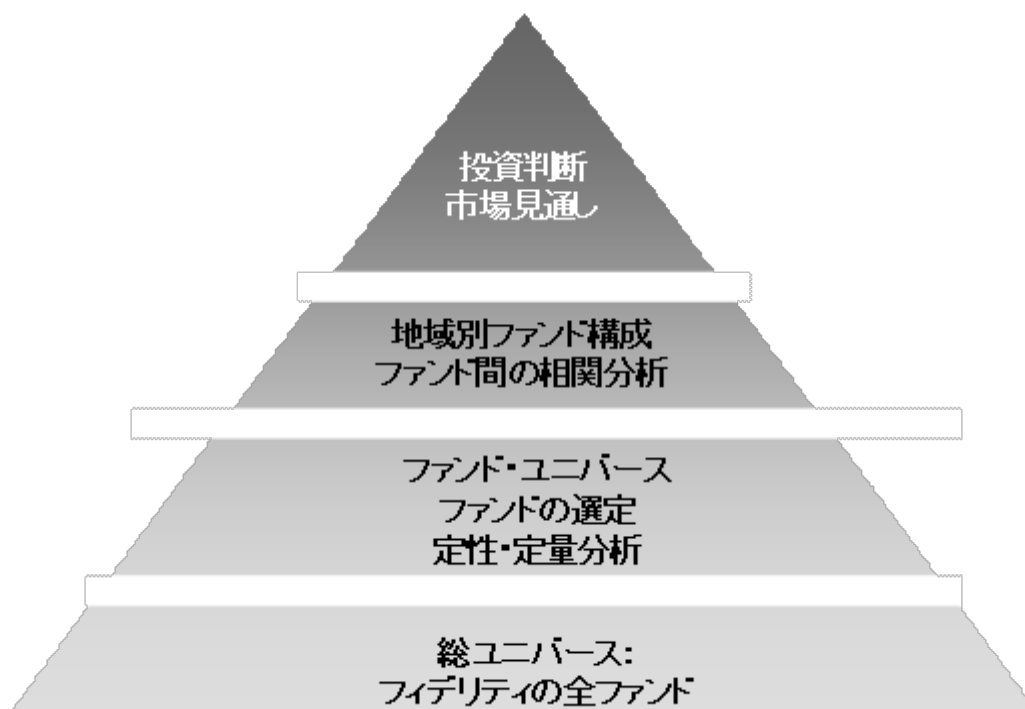 投資判断
市場見通し
地域別ファンド構成
ファンド間の相関分析
ファンド・ユニバース
ファンドの選定
定性・定量分析
総ユニバース:
フィデリティの全ファンド